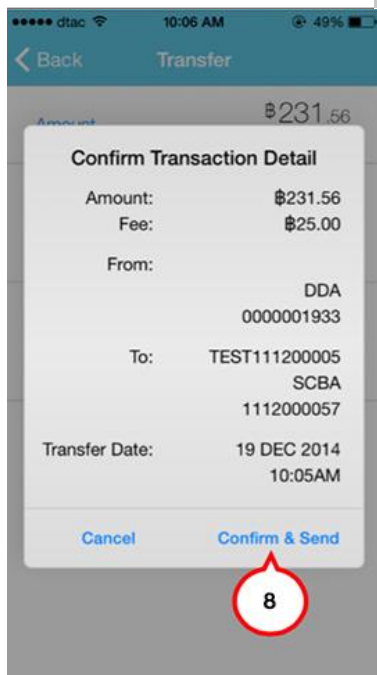 dtac 10:06 AM 49%
Back Transfer
Amount ฿231.56
Confirm Transaction Detail
Amount: ฿231.56
Fee: ฿25.00
From:
DDA
0000001933
To: TEST111200005
SCBA
1112000057
Transfer Date: 19 DEC 2014
10:05AM
Cancel Confirm & Send
8